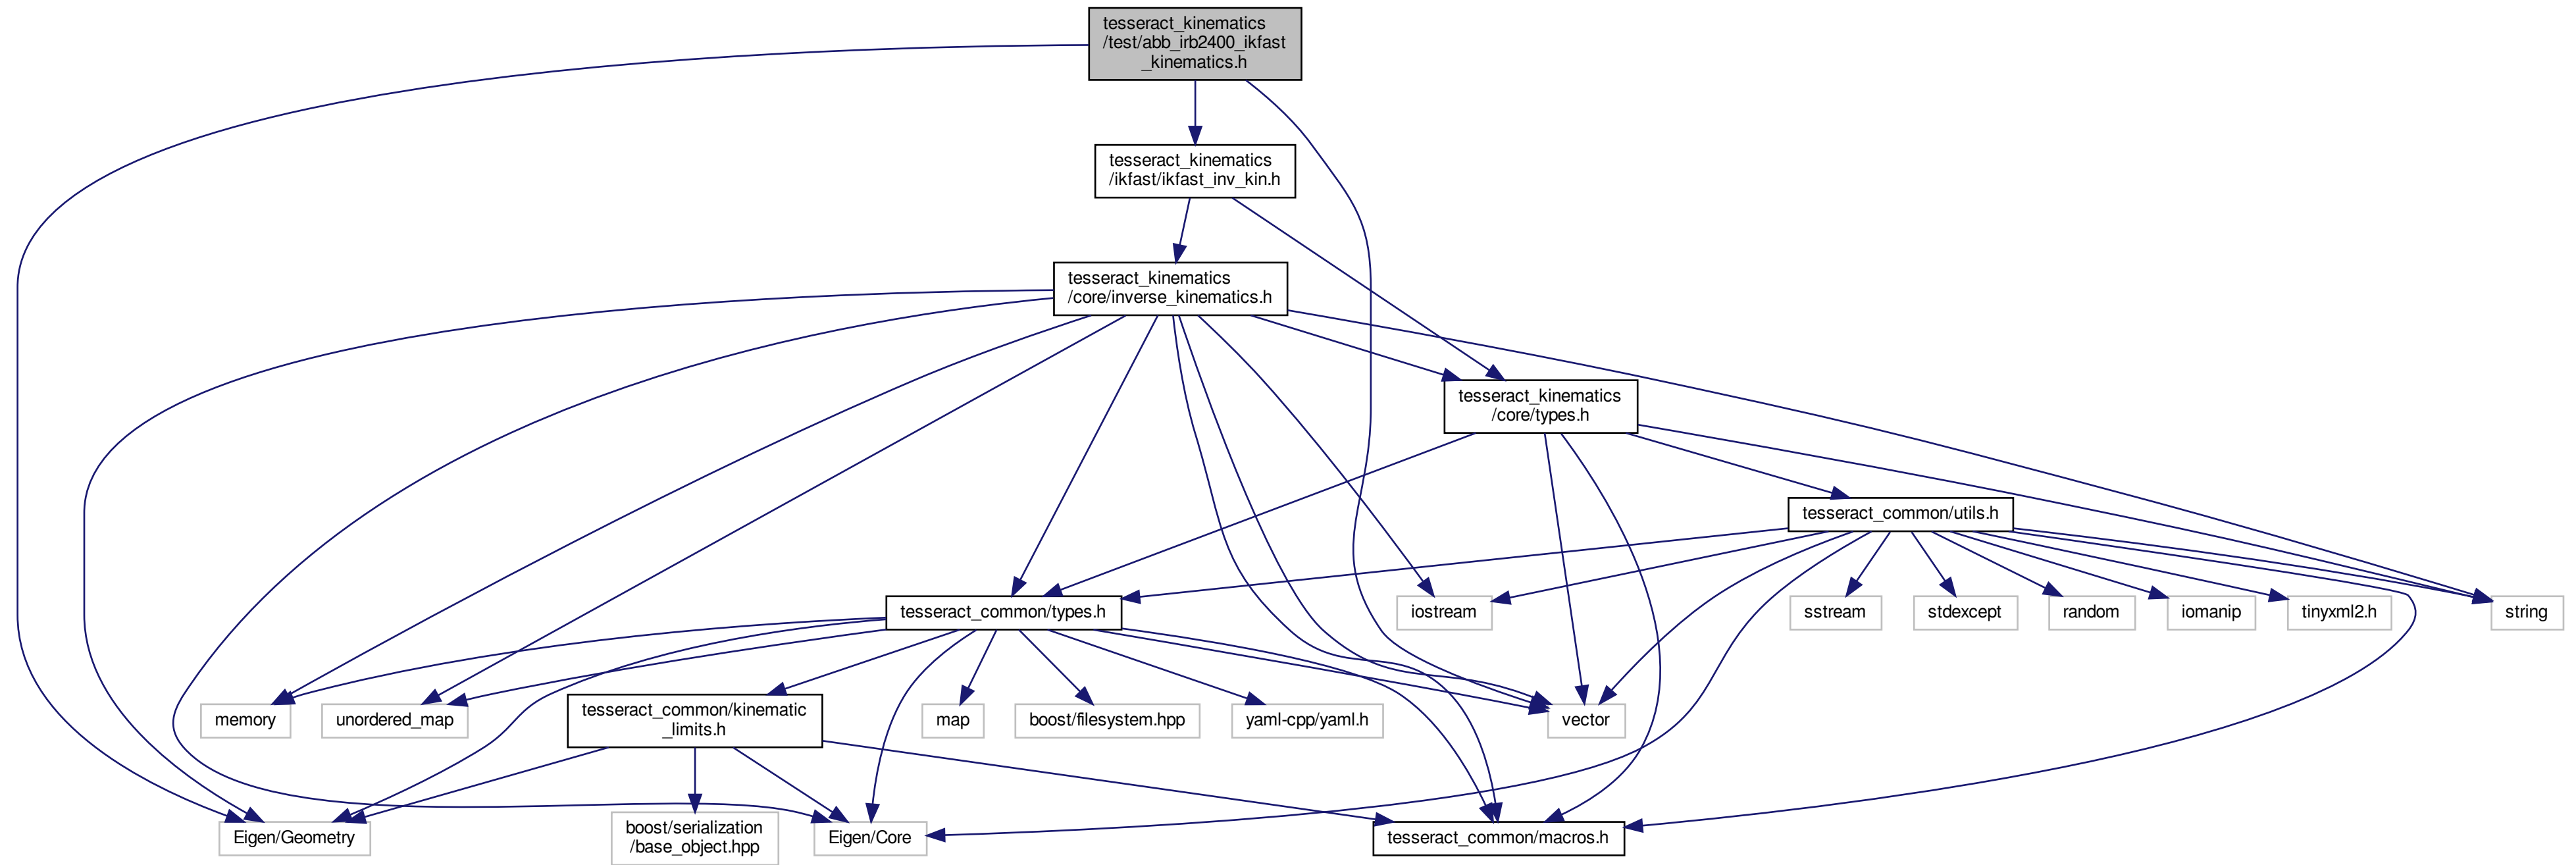 tesseract_kinematics
/test/abb_irb2400_ikfast
_kinematics.h
tesseract_kinematics
/ikfast/ikfast_inv_kin.h
tesseract_kinematics
/core/inverse_kinematics.h
tesseract_kinematics
/core/types.h
tesseract_common/utils.h
tesseract_common/types.h
iostream
sstream
stdexcept
random
iomanip
tinyxml2.h
string
memory
unordered_map
tesseract_common/kinematic
_limits.h
map
boost/filesystem.hpp
yaml-cpp/yaml.h
vector
Eigen/Geometry
boost/serialization
/base_object.hpp
Eigen/Core
tesseract_common/macros.h